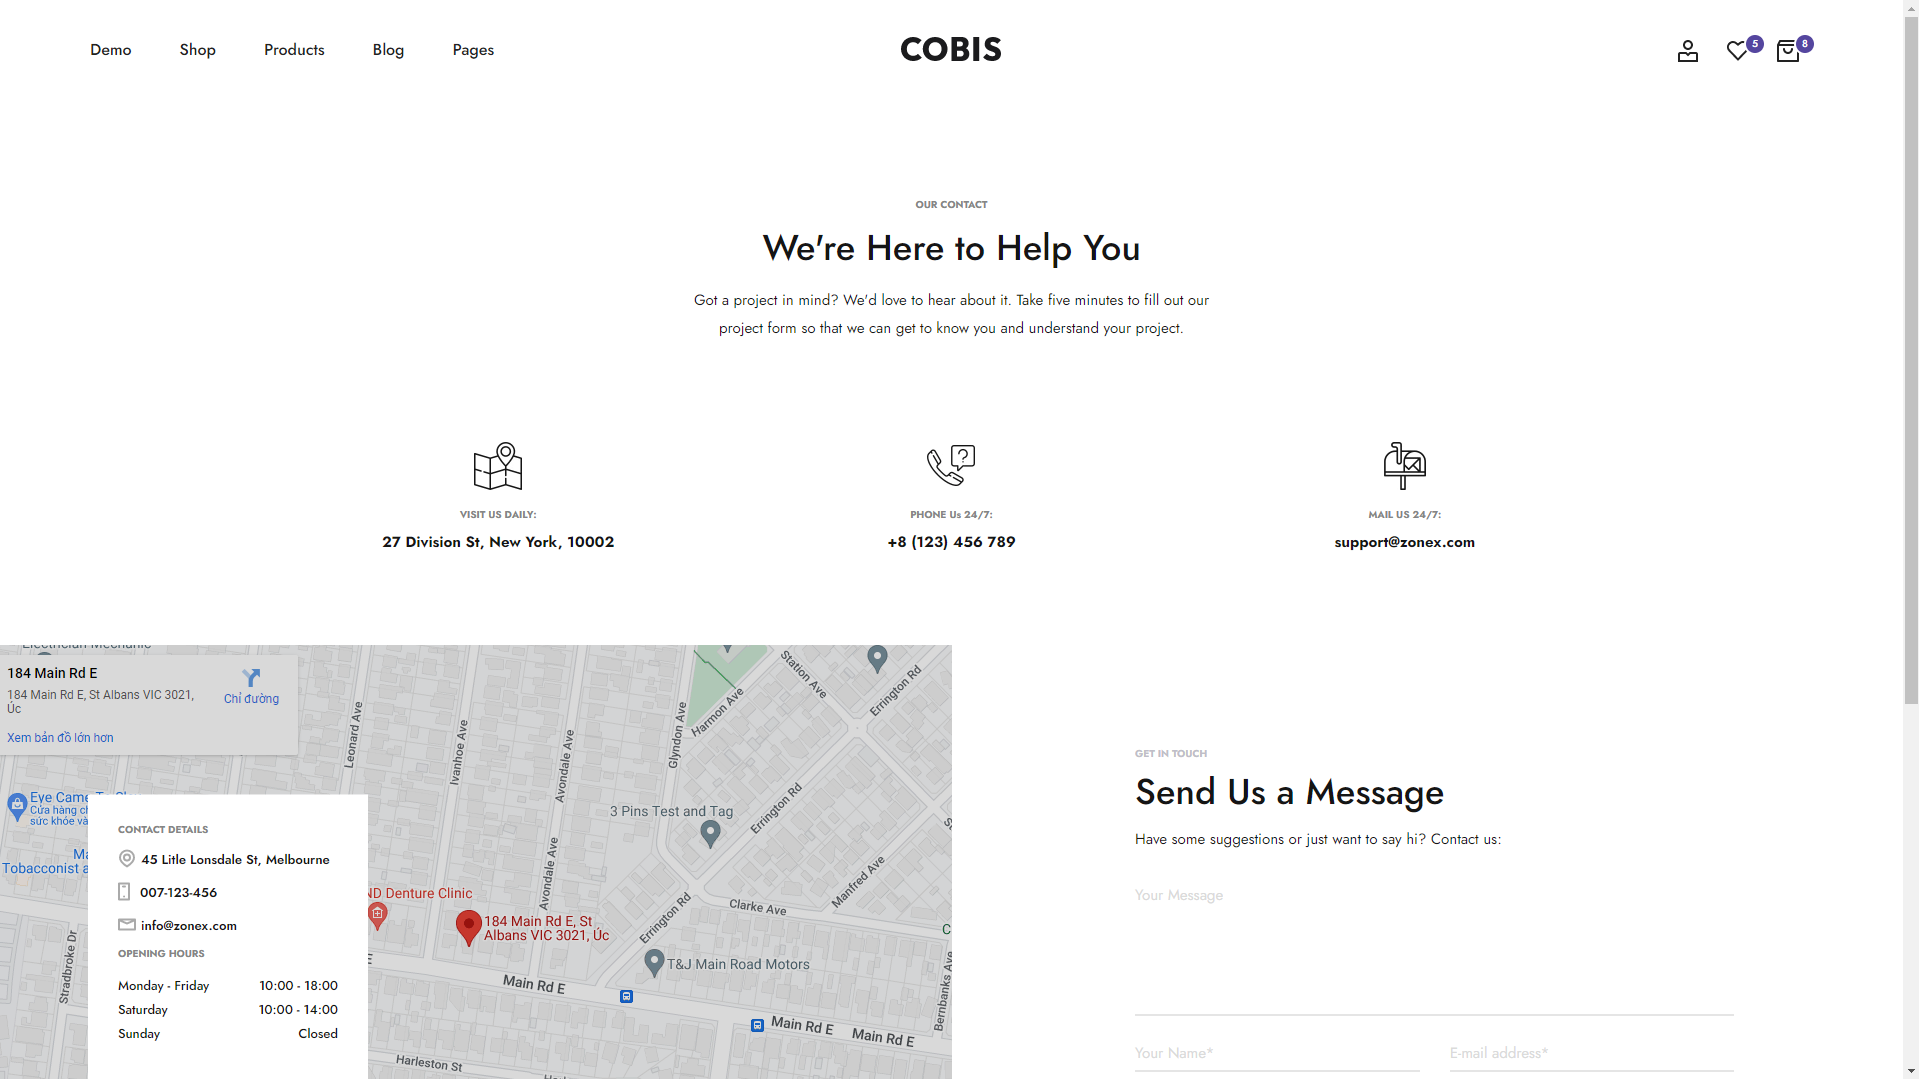 Demo
Shop
Products
Blog
Pages
COBIS
5
8
OUR CONTACT
We're Here to Help You
Got a project in mind? We'd love to hear about it. Take five minutes to fill out our
project form so that we can get to know you and understand your project.
VISIT US DAILY:
27 Division St, New York, 10002
PHONE Us 24/7:
+8 (123) 456 789
MAIL US 24/7:
support@zonex.com
Electrician Mechanic
184 Main Rd E
184 Main Rd E, St Albans VIC 3021,
Úc
Chỉ đường
Xem bản đồ lớn hơn
Eye Came To
Cửa hàng
sức khỏe và
Tobacconist
CONTACT DETAILS
45 Litle Lonsdale St, Melbourne
007-123-456
info@zonex.com
OPENING HOURS
Monday - Friday 10:00 - 18:00
Saturday 10:00 - 14:00
Sunday Closed
Leonard Ave
Ivanhoe Ave
Avondale Ave
Glyndon Ave
Harmon Ave
Station Ave
Errington Rd
3 Pins Test and Tag
Errington Rd
Avondale Ave
ND Denture Clinic
184 Main Rd E, St
Albans VIC 3021, Úc
Errington Rd
Clarke Ave
Manfred Ave
T&J Main Road Motors
Main Rd E
Main Rd E
Main Rd E
Bernbanks Ave
Stradbroke Dr
Harleston St
GET IN TOUCH
Send Us a Message
Have some suggestions or just want to say hi? Contact us:
Your Message
Your Name*
E-mail address*